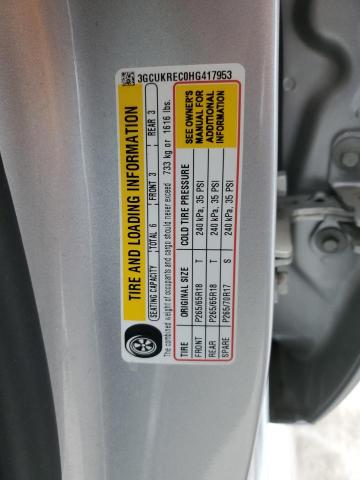 3GCUKREC0HG417953
TIRE AND LOADING INFORMATION
SEATING CAPACITY TOTAL 6 FRONT 3 REAR 3
The combined weight of occupants and cargo should never exceed 733 kg or 1616 lbs.
TIRE ORIGINAL SIZE COLD TIRE PRESSURE
FRONT P265/65R18 T 240 kPa, 35 PSI
REAR P265/65R18 T 240 kPa, 35 PSI
SPARE P265/70R17 S 240 kPa, 35 PSI
SEE OWNER'S
MANUAL FOR
ADDITIONAL
INFORMATION